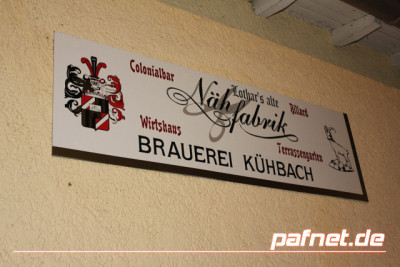 Colonialbar
Lothar's alte
Billard
Nähfabrik
Wirtshaus
Terrassengarten
BRAUEREI KÜHBACH
pafnet.de